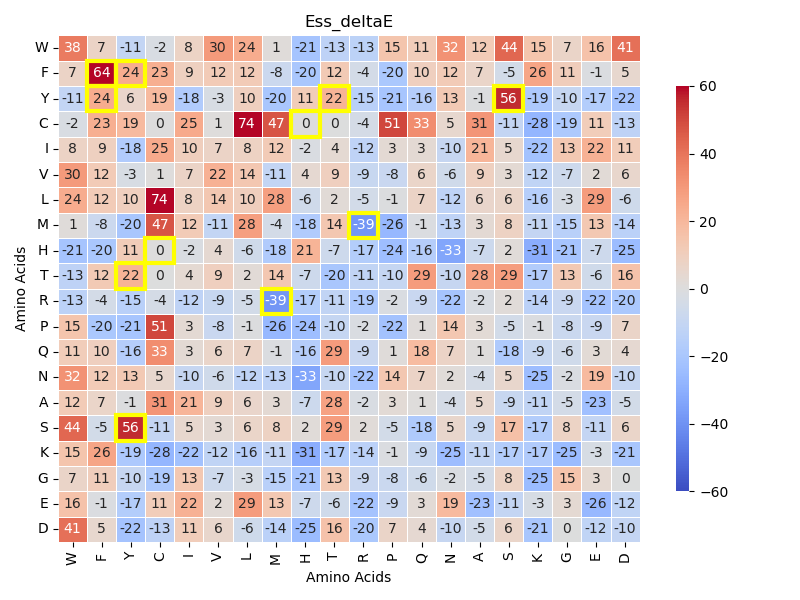 Ess_deltaE
W 38 7 -11 -2 8 30 24 1 -21 -13 -13 15 11 32 12 44 15 7 16 41
F 7 64 24 23 9 12 12 -8 -20 12 -4 -20 10 12 7 -5 26 11 -1 5
Y -11 24 6 19 -18 -3 10 -20 11 22 -15 -21 -16 13 -1 56 -19 -10 -17 -22
C -2 23 19 0 25 1 74 47 0 0 -4 51 33 5 31 -11 -28 -19 11 -13
I 8 9 -18 25 10 7 8 12 -2 4 -12 3 3 -10 21 5 -22 13 22 11
V 30 12 -3 1 7 22 14 -11 4 9 -9 -8 6 -6 9 3 -12 -7 2 6
L 24 12 10 74 8 14 10 28 -6 2 -5 -1 7 -12 6 6 -16 -3 29 -6
M 1 -8 -20 47 12 -11 28 -4 -18 14 -39 -26 -1 -13 3 8 -11 -15 13 -14
H -21 -20 11 0 -2 4 -6 -18 21 -7 -17 -24 -16 -33 -7 2 -31 -21 -7 -25
T -13 12 22 0 4 9 2 14 -7 -20 -11 -10 29 -10 28 29 -17 13 -6 16
R -13 -4 -15 -4 -12 -9 -5 -39 -17 -11 -19 -2 -9 -22 -2 2 -14 -9 -22 -20
P 15 -20 -21 51 3 -8 -1 -26 -24 -10 -2 -22 1 14 3 -5 -1 -8 -9 7
Q 11 10 -16 33 3 6 7 -1 -16 29 -9 1 18 7 1 -18 -9 -6 3 4
N 32 12 13 5 -10 -6 -12 -13 -33 -10 -22 14 7 2 -4 5 -25 -2 19 -10
A 12 7 -1 31 21 9 6 3 -7 28 -2 3 1 -4 5 -9 -11 -5 -23 -5
S 44 -5 56 -11 5 3 6 8 2 29 2 -5 -18 5 -9 17 -17 8 -11 6
K 15 26 -19 -28 -22 -12 -16 -11 -31 -17 -14 -1 -9 -25 -11 -17 -17 -25 -3 -21
G 7 11 -10 -19 13 -7 -3 -15 -21 13 -9 -8 -6 -2 -5 8 -25 15 3 0
E 16 -1 -17 11 22 2 29 13 -7 -6 -22 -9 3 19 -23 -11 -3 3 -26 -12
D 41 5 -22 -13 11 6 -6 -14 -25 16 -20 7 4 -10 -5 6 -21 0 -12 -10
W F Y C I V L M H T R P Q N A S K G E D
Amino Acids
Amino Acids
60
40
20
0
−20
−40
−60